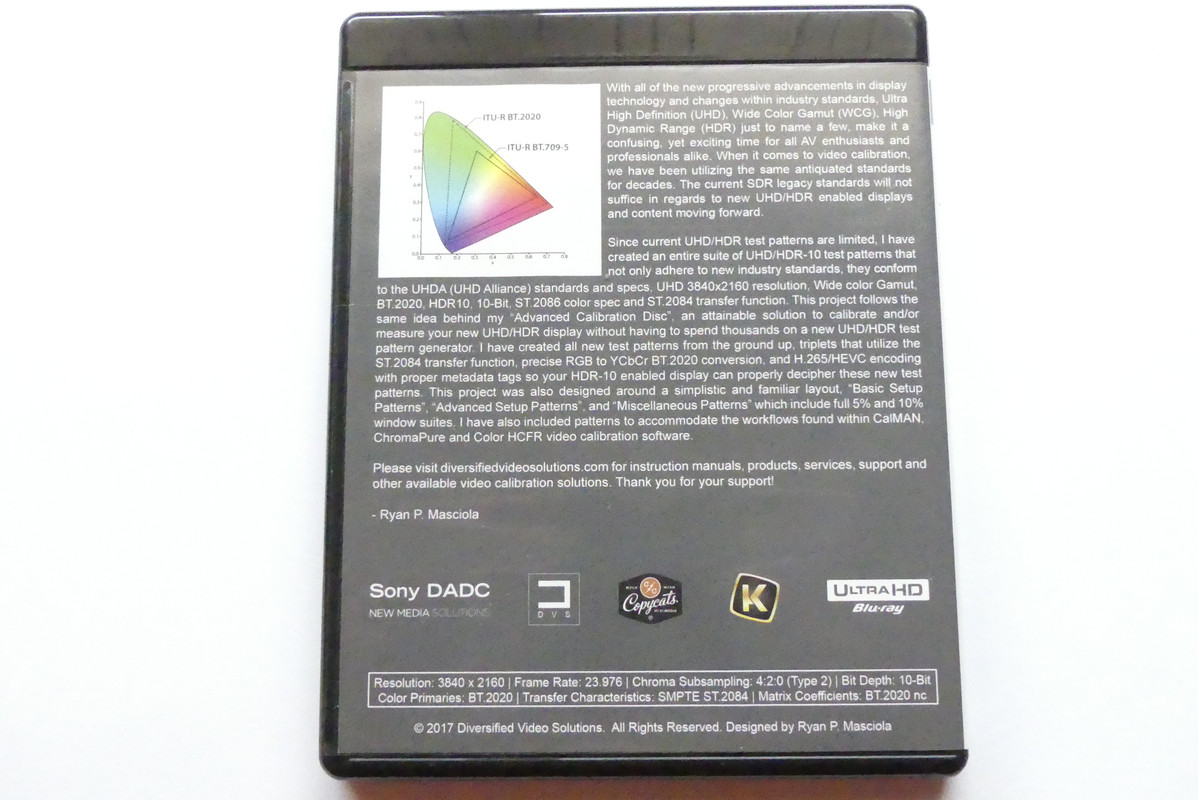 ITU-R BT.2020
ITU-R BT.709-5
With all of the new progressive advancements in display
technology and changes within industry standards, Ultra
High Definition (UHD), Wide Color Gamut (WCG), High
Dynamic Range (HDR) just to name a few, make it a
confusing, yet exciting time for all AV enthusiasts and
professionals alike. When it comes to video calibration,
we have been utilizing the same antiquated standards
for decades. The current SDR legacy standards will not
suffice in regards to new UHD/HDR enabled displays
and content moving forward.
Since current UHD/HDR test patterns are limited, I have
created an entire suite of UHD/HDR-10 test patterns that
not only adhere to new industry standards, they conform
to the UHDA (UHD Alliance) standards and specs, UHD 3840x2160 resolution, Wide color Gamut,
BT.2020, HDR10, 10-Bit, ST.2086 color spec and ST.2084 transfer function. This project follows the
same idea behind my "Advanced Calibration Disc", an attainable solution to calibrate and/or
measure your new UHD/HDR display without having to spend thousands on a new UHD/HDR test
pattern generator. I have created all new test patterns from the ground up, triplets that utilize the
ST.2084 transfer function, precise RGB to YCbCr BT.2020 conversion, and H.265/HEVC encoding
with proper metadata tags so your HDR-10 enabled display can properly decipher these new test
patterns. This project was also designed around a simplistic and familiar layout, "Basic Setup
Patterns", "Advanced Setup Patterns", and "Miscellaneous Patterns" which include full 5% and 10%
window suites. I have also included patterns to accommodate the workflows found within CalMAN,
ChromaPure and Color HCFR video calibration software.
Please visit diversifiedvideosolutions.com for instruction manuals, products, services, support and
other available video calibration solutions. Thank you for your support!
- Ryan P. Masciola
Sony DADC
NEW MEDIA SOLUTIONS
DVS
C/C
Copycats
K
ULTRA HD
Blu-ray
Resolution: 3840 x 2160 | Frame Rate: 23.976 | Chroma Subsampling: 4:2:0 (Type 2) | Bit Depth: 10-Bit
Color Primaries: BT.2020 | Transfer Characteristics: SMPTE ST.2084 | Matrix Coefficients: BT.2020 nc
© 2017 Diversified Video Solutions. All Rights Reserved. Designed by Ryan P. Masciola